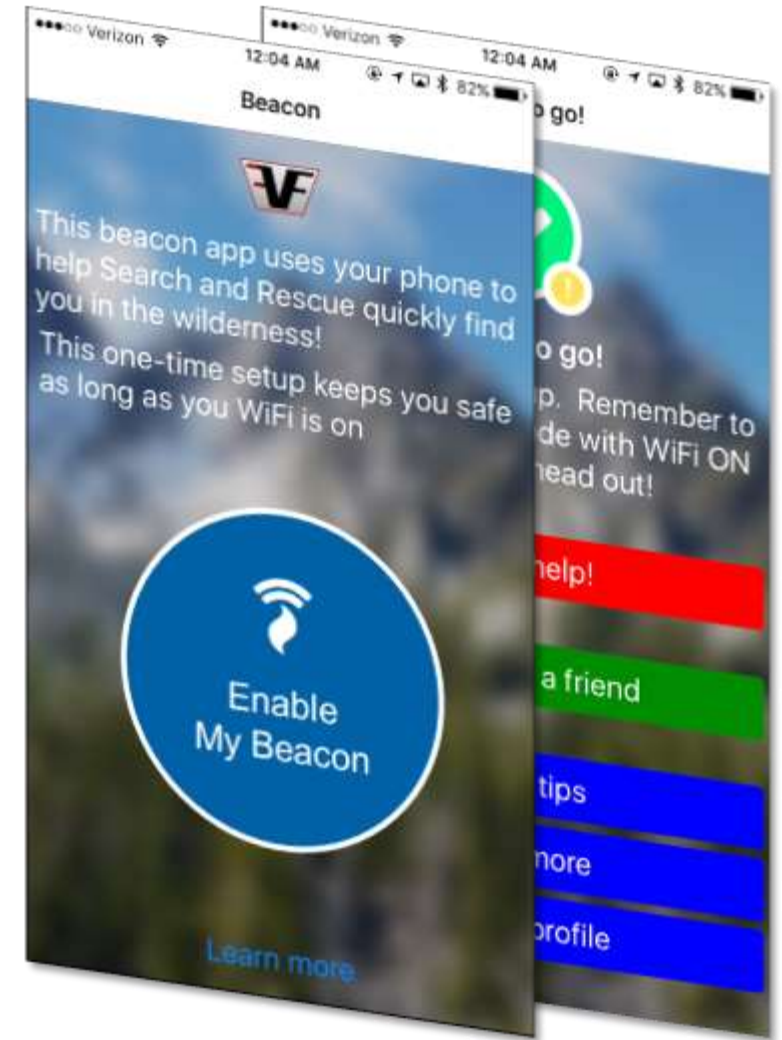 ●●●○○ Verizon 12:04 AM 82%
Beacon
This beacon app uses your phone to
help Search and Rescue quickly find
you in the wilderness!
This one-time setup keeps you safe
as long as you WiFi is on
Enable
My Beacon
Learn more
●●●○○ Verizon 12:04 AM 82%
o go!
!
o go!
p. Remember to
de with WiFi ON
head out!
help!
a friend
tips
more
profile